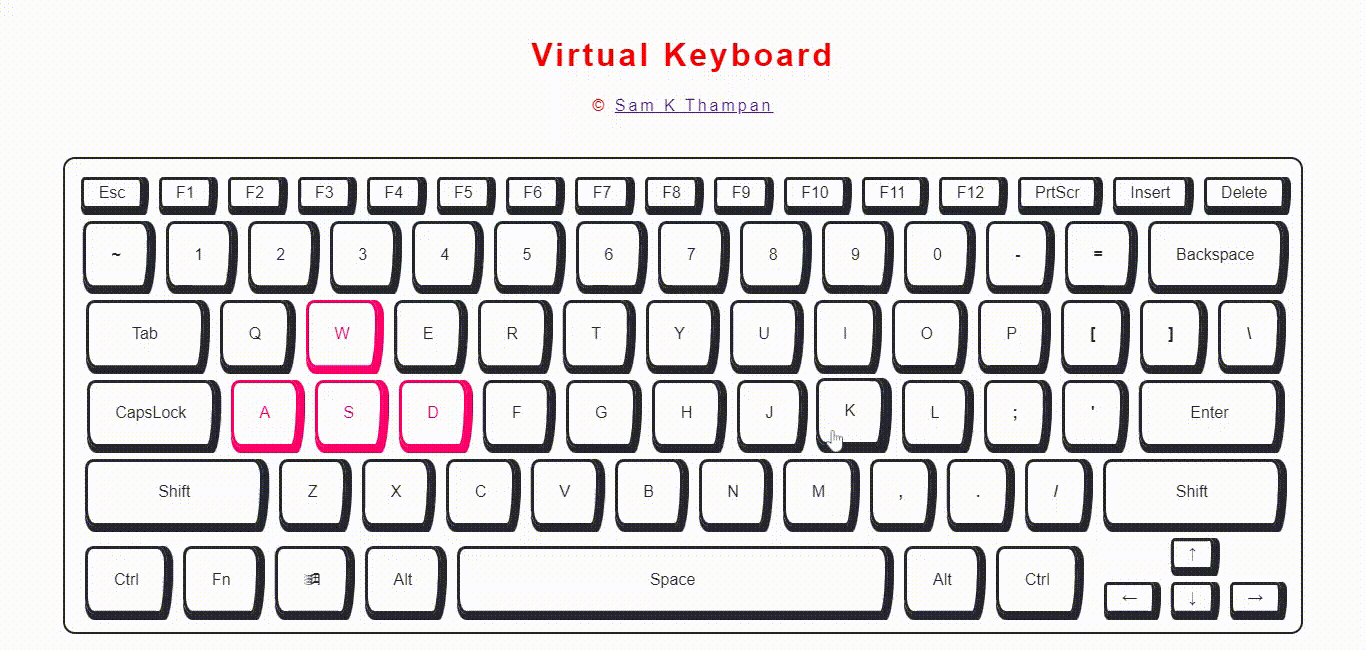 Virtual Keyboard
© Sam K Thampan
Esc F1 F2 F3 F4 F5 F6 F7 F8 F9 F10 F11 F12 PrtScr Insert Delete
~ 1 2 3 4 5 6 7 8 9 0 - = Backspace
Tab Q W E R T Y U I O P [ ] \
CapsLock A S D F G H J K L ; ' Enter
Shift Z X C V B N M , . / Shift
↑
Ctrl Fn Alt Space Alt Ctrl
← ↓ →